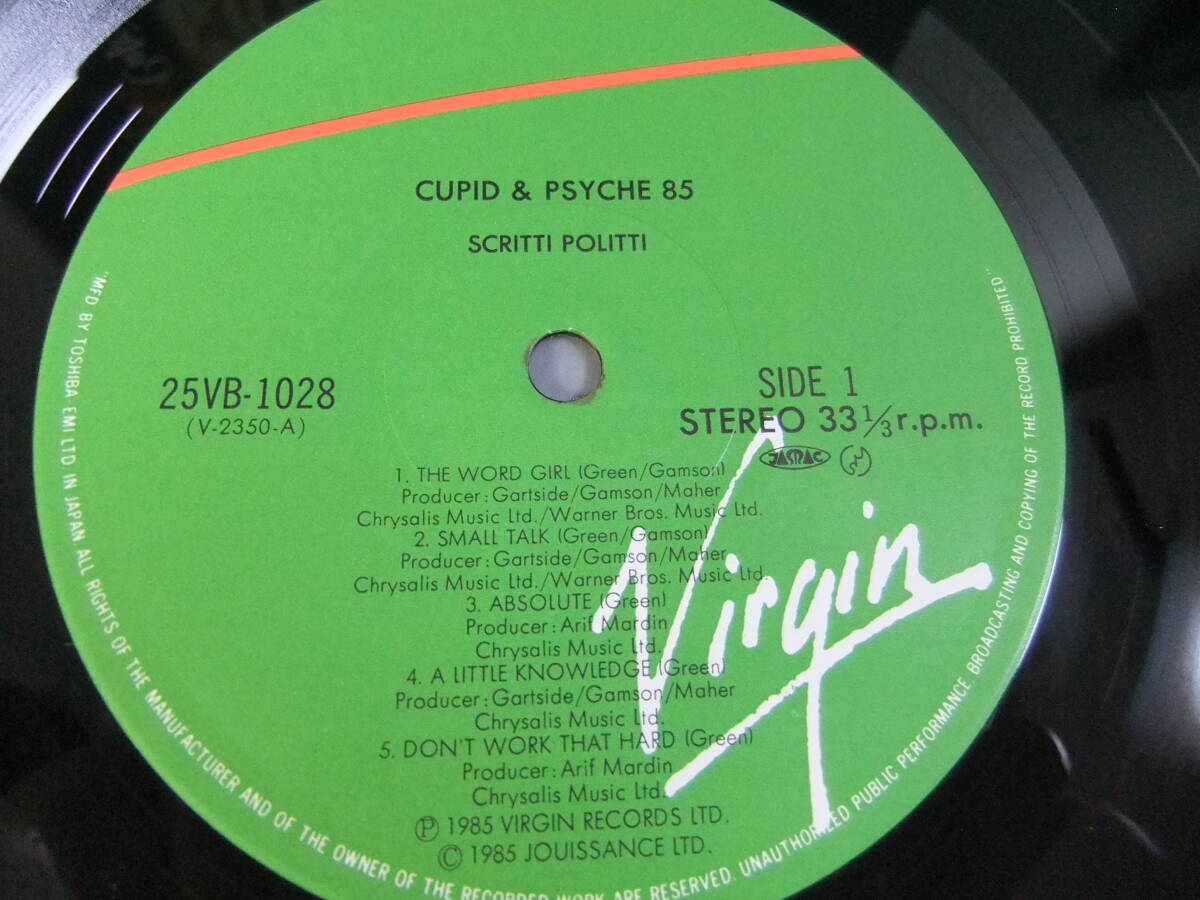 CUPID & PSYCHE 85
SCRITTI POLITTI
25VB-1028
(V-2350-A)
SIDE 1
STEREO 33 1/3 r.p.m.
JASRAC
1. THE WORD GIRL (Green/Gamson)
Producer: Gartside/Gamson/Maher
Chrysalis Music Ltd./Warner Bros. Music Ltd.
2. SMALL TALK (Green/Gamson)
Producer: Gartside/Gamson/Maher
Chrysalis Music Ltd./Warner Bros. Music Ltd.
3. ABSOLUTE (Green)
Producer: Arif Mardin
Chrysalis Music Ltd.
4. A LITTLE KNOWLEDGE (Green)
Producer: Gartside/Gamson/Maher
Chrysalis Music Ltd.
5. DON'T WORK THAT HARD (Green)
Producer: Arif Mardin
Chrysalis Music Ltd.
Ⓟ 1985 VIRGIN RECORDS LTD.
© 1985 JOUISSANCE LTD.
Virgin
"MFD BY TOSHIBA EMI LTD IN JAPAN ALL RIGHTS OF THE MANUFACTURER AND OF THE OWNER OF THE RECORDED WORK ARE RESERVED. UNAUTHORIZED PUBLIC PERFORMANCE. BROADCASTING AND COPYING OF THE RECORD PROHIBITED"